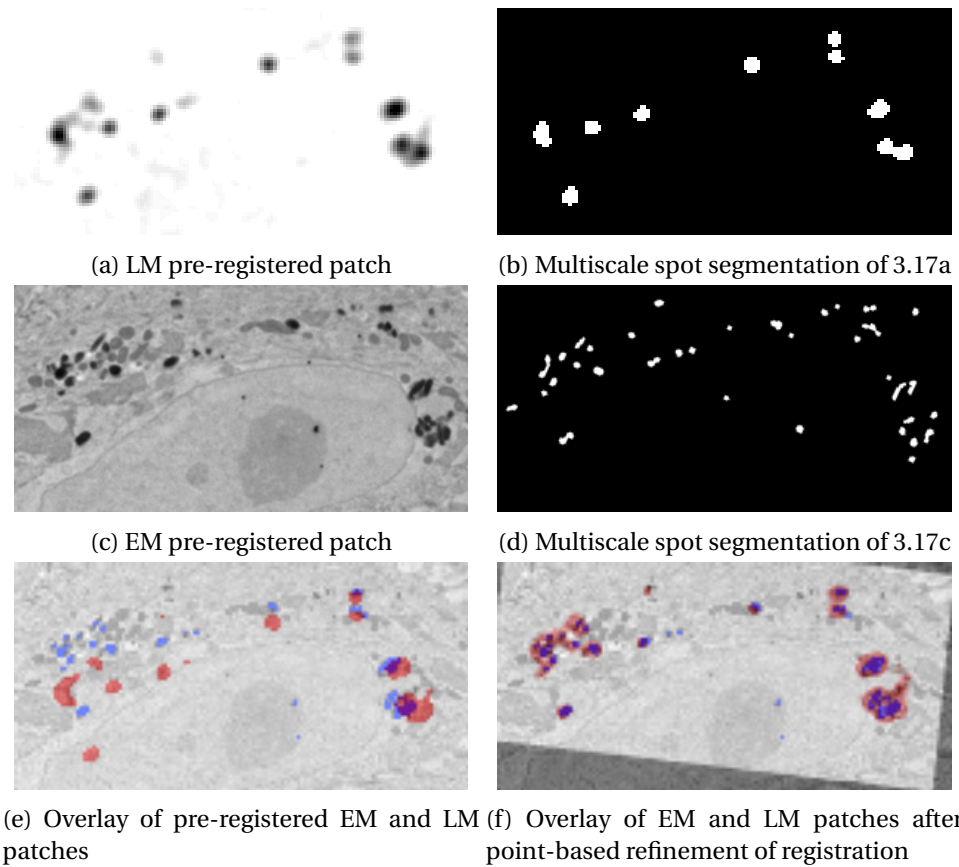 (a) LM pre-registered patch
(b) Multiscale spot segmentation of 3.17a
(c) EM pre-registered patch
(d) Multiscale spot segmentation of 3.17c
(e) Overlay of pre-registered EM and LM
patches
(f) Overlay of EM and LM patches after
point-based refinement of registration